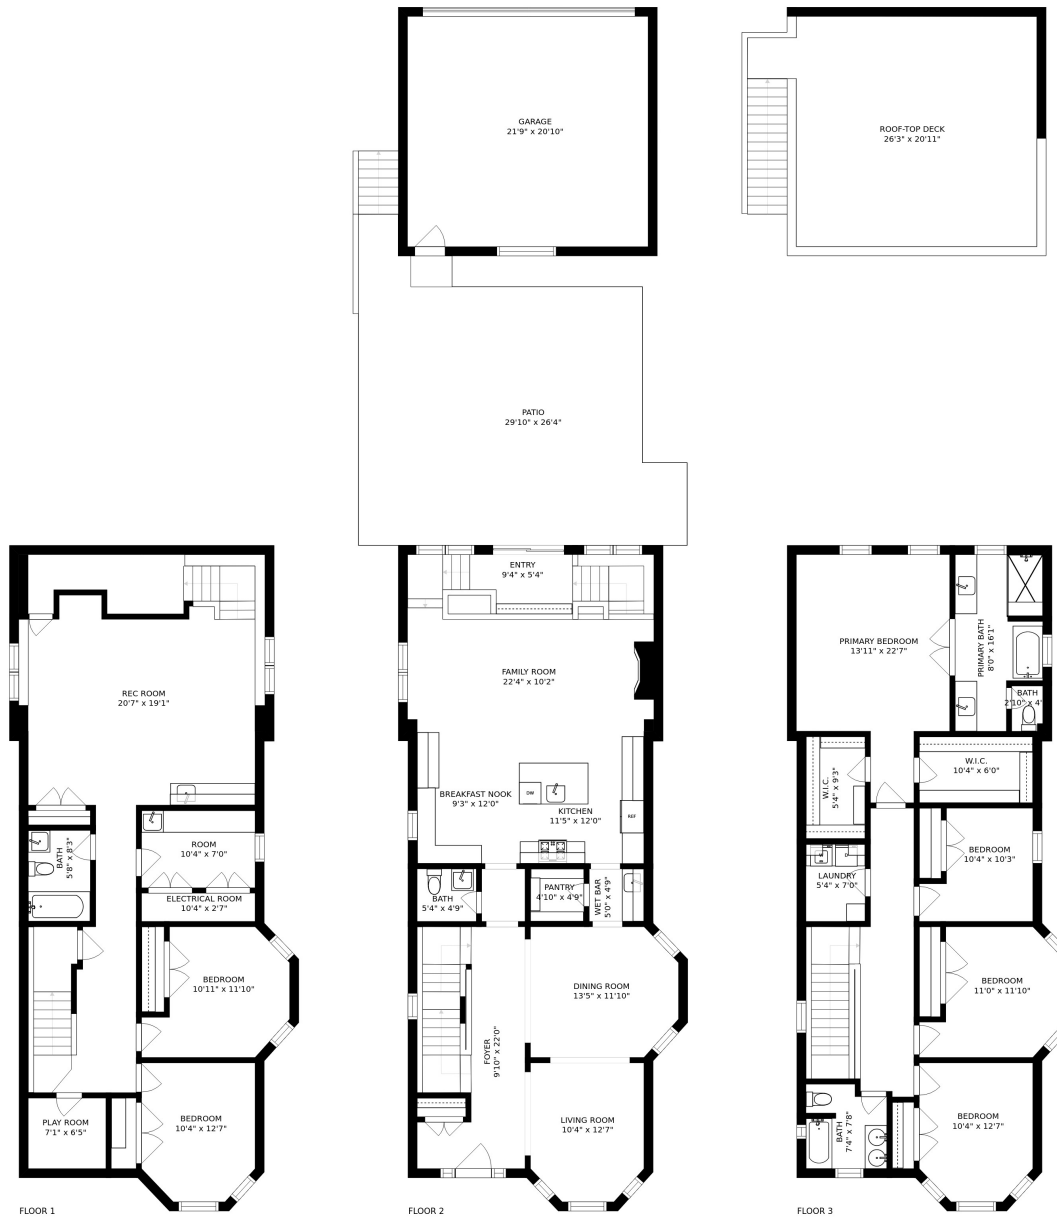 GARAGE
21'9" x 20'10"
ROOF-TOP DECK
26'3" x 20'11"
PATIO
29'10" x 26'4"
REC ROOM
20'7" x 19'1"
BATH
5'8" x 8'3"
ROOM
10'4" x 7'0"
ELECTRICAL ROOM
10'4" x 2'7"
BEDROOM
10'11" x 11'10"
PLAY ROOM
7'1" x 6'5"
BEDROOM
10'4" x 12'7"
FLOOR 1
ENTRY
9'4" x 5'4"
FAMILY ROOM
22'4" x 10'2"
DW
BREAKFAST NOOK
9'3" x 12'0"
KITCHEN
11'5" x 12'0"
REF
BATH
5'4" x 4'9"
PANTRY
4'10" x 4'9"
WET BAR
5'0" x 4'9"
DINING ROOM
13'5" x 11'10"
FOYER
9'10" x 22'0"
LIVING ROOM
10'4" x 12'7"
FLOOR 2
PRIMARY BEDROOM
13'11" x 22'7"
PRIMARY BATH
8'0" x 16'1"
BATH
2'10" x 4'
W.I.C.
5'4" x 9'3"
W.I.C.
10'4" x 6'0"
BEDROOM
10'4" x 10'3"
D
LAUNDRY
5'4" x 7'0"
BEDROOM
11'0" x 11'10"
BATH
7'4" x 7'8"
BEDROOM
10'4" x 12'7"
FLOOR 3